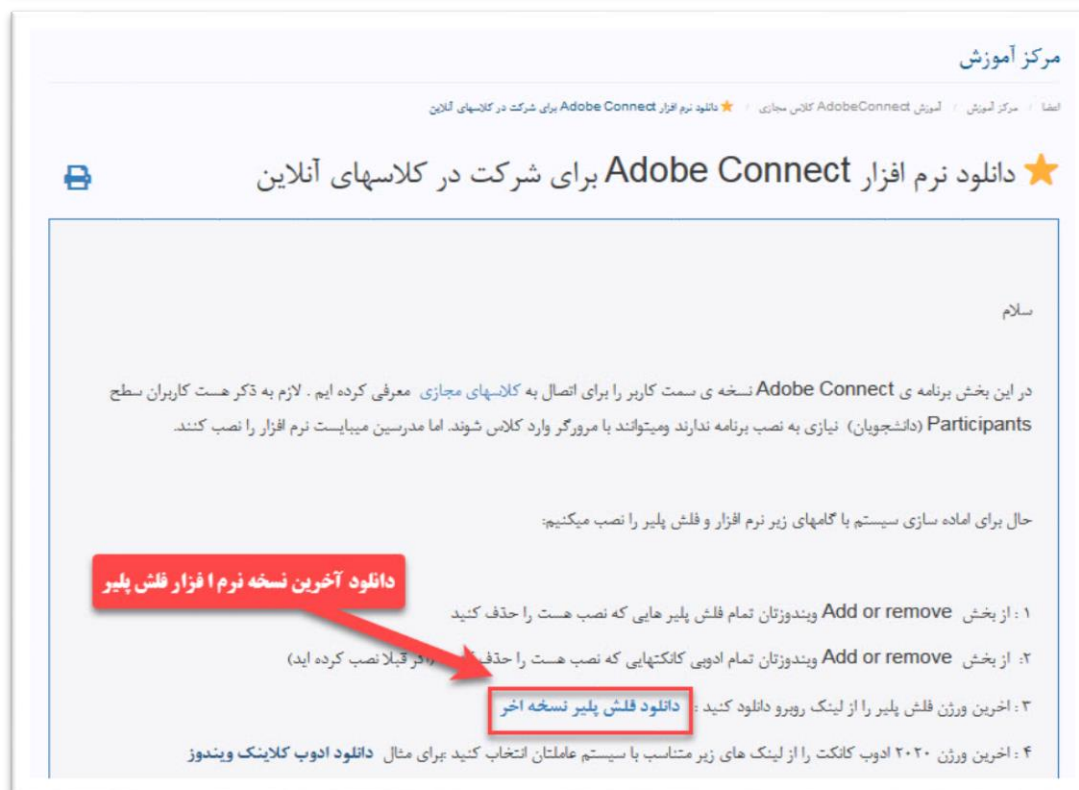 مرکز آموزش
اعضا / مرکز آموزش / آموزش AdobeConnect کلاس مجازی / دانلود نرم افزار Adobe Connect برای شرکت در کلاسهای آنلاین
دانلود نرم افزار Adobe Connect برای شرکت در کلاسهای آنلاین
سلام
در این بخش برنامه ی Adobe Connect نسخه ی سمت کاربر را برای اتصال به کلاسهای مجازی معرفی کرده ایم . لازم به ذکر هست کاربران سطح
Participants (دانشجویان) نیازی به نصب برنامه ندارند ومیتوانند با مرورگر وارد کلاس شوند. اما مدرسین میبایست نرم افزار را نصب کنند.
حال برای اماده سازی سیستم با گامهای زیر نرم افزار و فلش پلیر را نصب میکنیم:
دانلود آخرین نسخه نرم افزار فلش پلیر
۱ : از بخش Add or remove ویندوزتان تمام فلش پلیر هایی که نصب هست را حذف کنید
۲: از بخش Add or remove ویندوزتان تمام ادوبی کانکتهایی که نصب هست را حذف (اگر قبلا نصب کرده اید)
۳ : اخرین ورژن فلش پلیر را از لینک روبرو دانلود کنید : دانلود فلش پلیر نسخه اخر
۴ : اخرین ورژن ۲۰۲۰ ادوب کانکت را از لینک های زیر متناسب با سیستم عاملتان انتخاب کنید :برای مثال دانلود ادوب کلاینک ویندوز